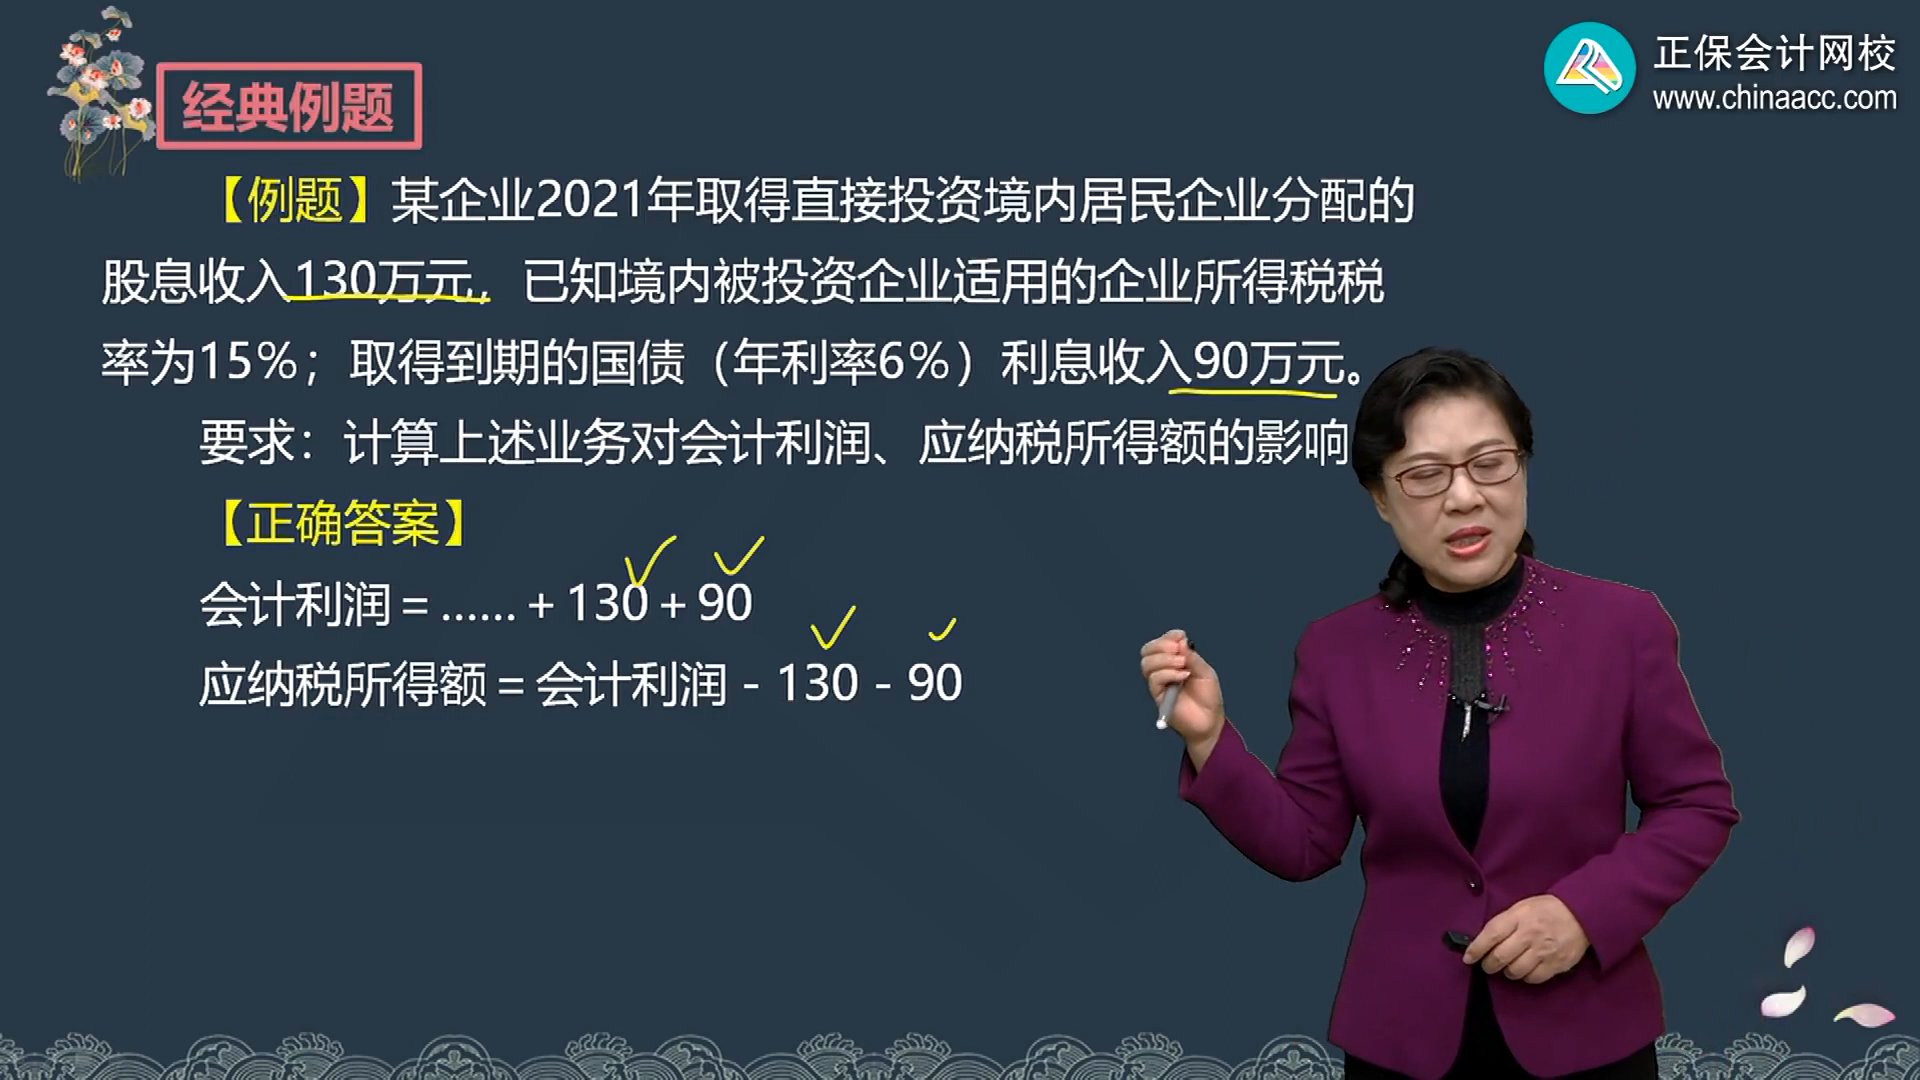 正保会计网校
www.chinaacc.com
经典例题
【例题】某企业2021年取得直接投资境内居民企业分配的
股息收入130万元，已知境内被投资企业适用的企业所得税税
率为15%；取得到期的国债（年利率6%）利息收入90万元。
要求：计算上述业务对会计利润、应纳税所得额的影响
【正确答案】
会计利润＝……＋130＋90
应纳税所得额＝会计利润－130－90